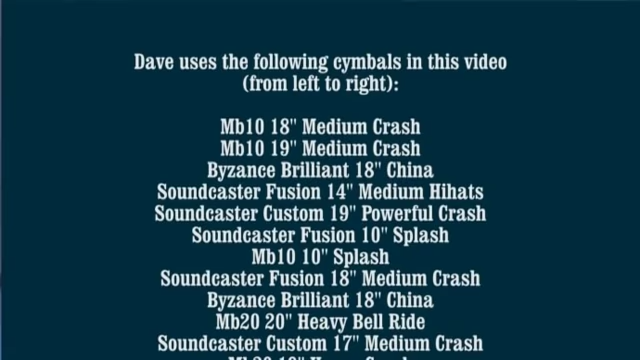 Dave uses the following cymbals in this video
(from left to right):
Mb10 18" Medium Crash
Mb10 19" Medium Crash
Byzance Brilliant 18" China
Soundcaster Fusion 14" Medium Hihats
Soundcaster Custom 19" Powerful Crash
Soundcaster Fusion 10" Splash
Mb10 10" Splash
Soundcaster Fusion 18" Medium Crash
Byzance Brilliant 18" China
Mb20 20" Heavy Bell Ride
Soundcaster Custom 17" Medium Crash